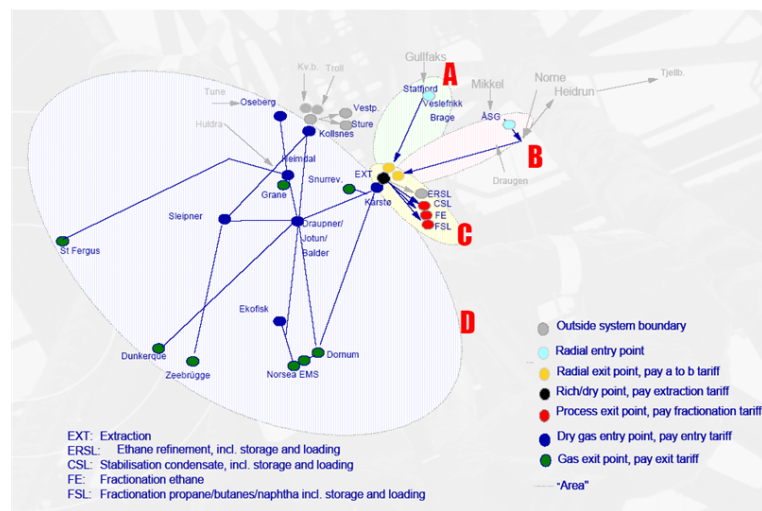 Gullfaks
A
Kv.b.
Troll
Mikkel
Norne
Heidrun
Tjellb.
Tune
Oseberg
Statfjord
Veslefrikk
Brage
ÅSG
Vestp.
Sture
Huldra
Kollsnes
B
Heimdal
EXT
Draugen
Snurrev.
Grane
Kårstø
ERSL
CSL
FE
FSL
Sleipner
Draupner/
Jotun/
Balder
C
St Fergus
Ekofisk
D
Dunkerque
Zeebrügge
Norsea EMS
Dornum
Outside system boundary
Radial entry point
Radial exit point, pay a to b tariff
Rich/dry point, pay extraction tariff
Process exit point, pay fractionation tariff
Dry gas entry point, pay entry tariff
Gas exit point, pay exit tariff
"Area"
EXT: Extraction
ERSL: Ethane refinement, incl. storage and loading
CSL: Stabilisation condensate, incl. storage and loading
FE: Fractionation ethane
FSL: Fractionation propane/butanes/naphtha incl. storage and loading